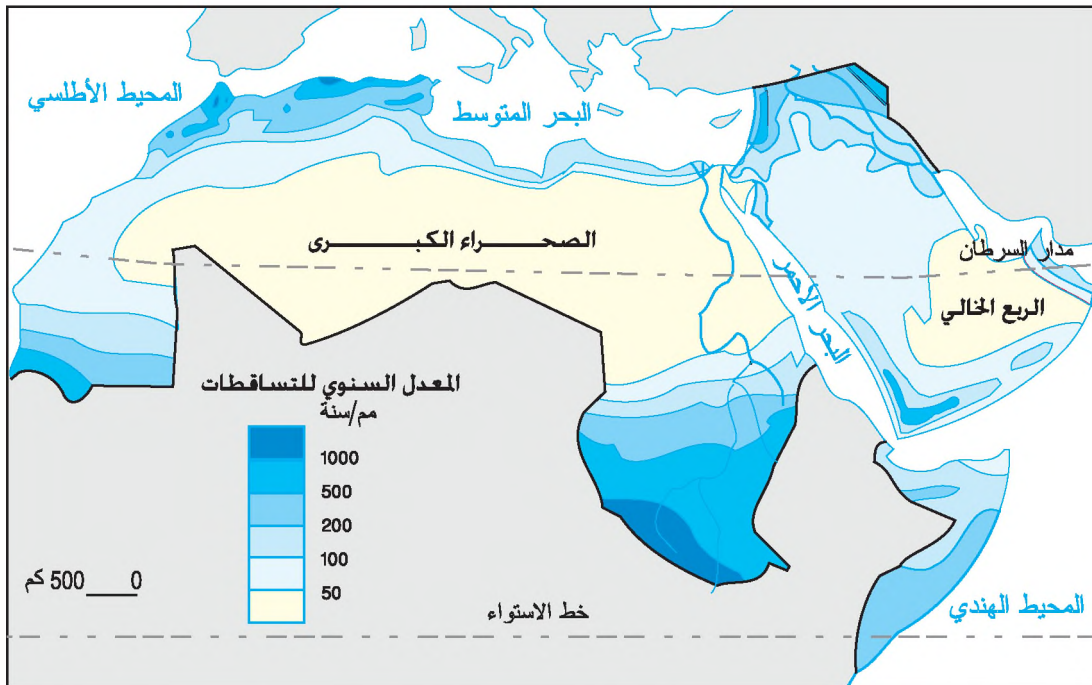 المحيط الأطلسي
البحر المتوسط
الصحراء الكبرى
مدار السرطان
الربع الخالي
البحر الأحمر
المعدل السنوي للتساقطات
مم/سنة
1000
500
200
100
50
500 كم 0
خط الاستواء
المحيط الهندي